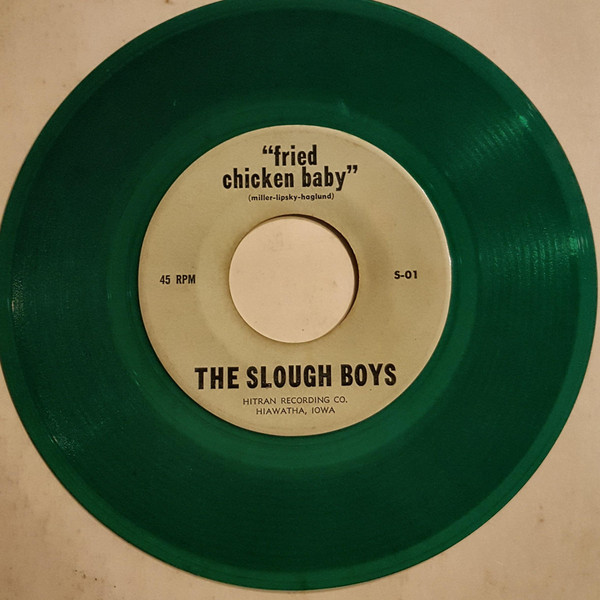 "fried
chicken baby"
(miller-lipsky-haglund)
45 RPM
S-01
THE SLOUGH BOYS
HITRAN RECORDING CO.
HIAWATHA, IOWA